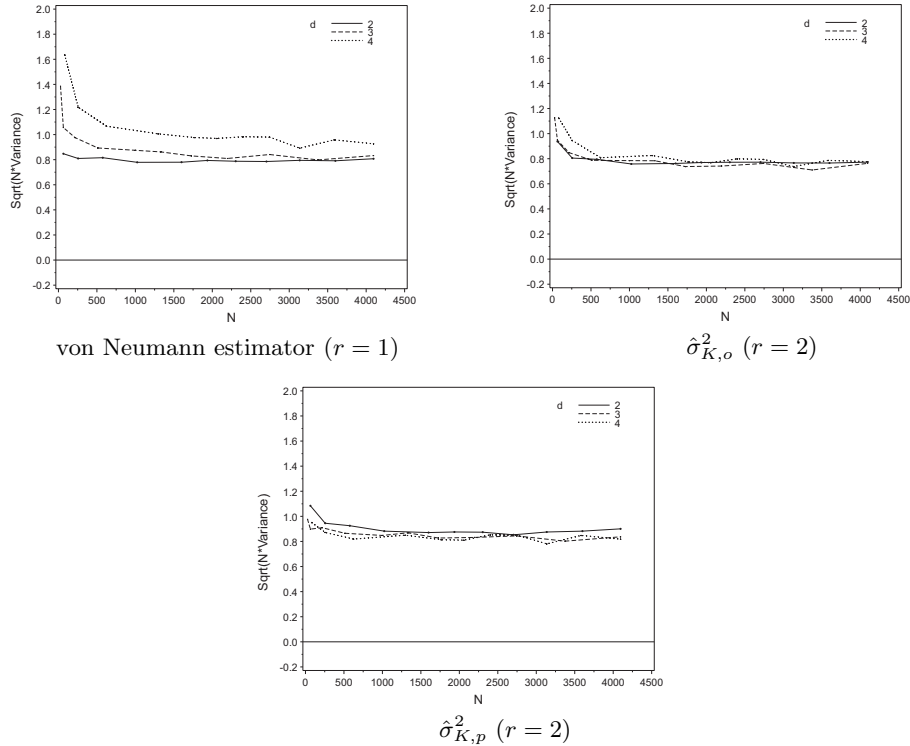 d 2
3
4
Sqrt(N*Variance)
2.0
1.8
1.6
1.4
1.2
1.0
0.8
0.6
0.4
0.2
0.0
-0.2
0 500 1000 1500 2000 2500 3000 3500 4000 4500
N
von Neumann estimator (r = 1)
d 2
3
4
Sqrt(N*Variance)
2.0
1.8
1.6
1.4
1.2
1.0
0.8
0.6
0.4
0.2
0.0
-0.2
0 500 1000 1500 2000 2500 3000 3500 4000 4500
N
σ̂²_{K,o} (r = 2)
d 2
3
4
Sqrt(N*Variance)
2.0
1.8
1.6
1.4
1.2
1.0
0.8
0.6
0.4
0.2
0.0
-0.2
0 500 1000 1500 2000 2500 3000 3500 4000 4500
N
σ̂²_{K,p} (r = 2)